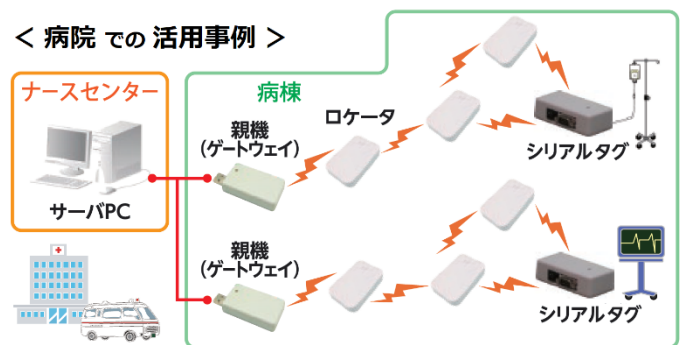 ＜ 病院 での 活用事例 ＞
ナースセンター
サーバPC
病棟
親機
(ゲートウェイ)
ロケータ
シリアルタグ
親機
(ゲートウェイ)
シリアルタグ